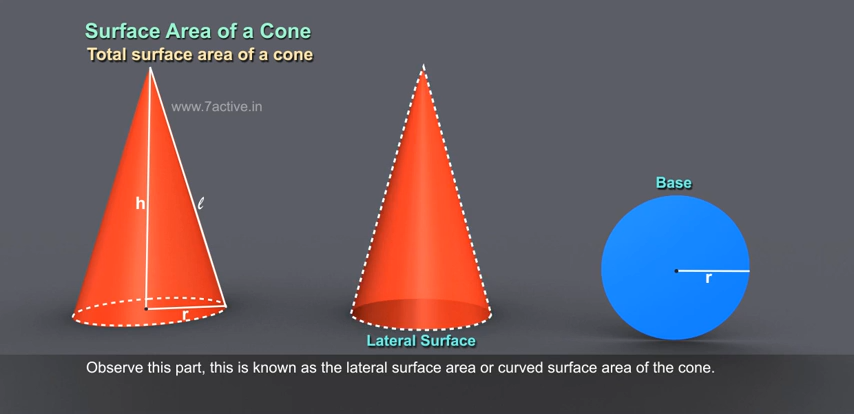 Surface Area of a Cone
Total surface area of a cone
www.7active.in
h
ℓ
r
Lateral Surface
Base
r
Observe this part, this is known as the lateral surface area or curved surface area of the cone.